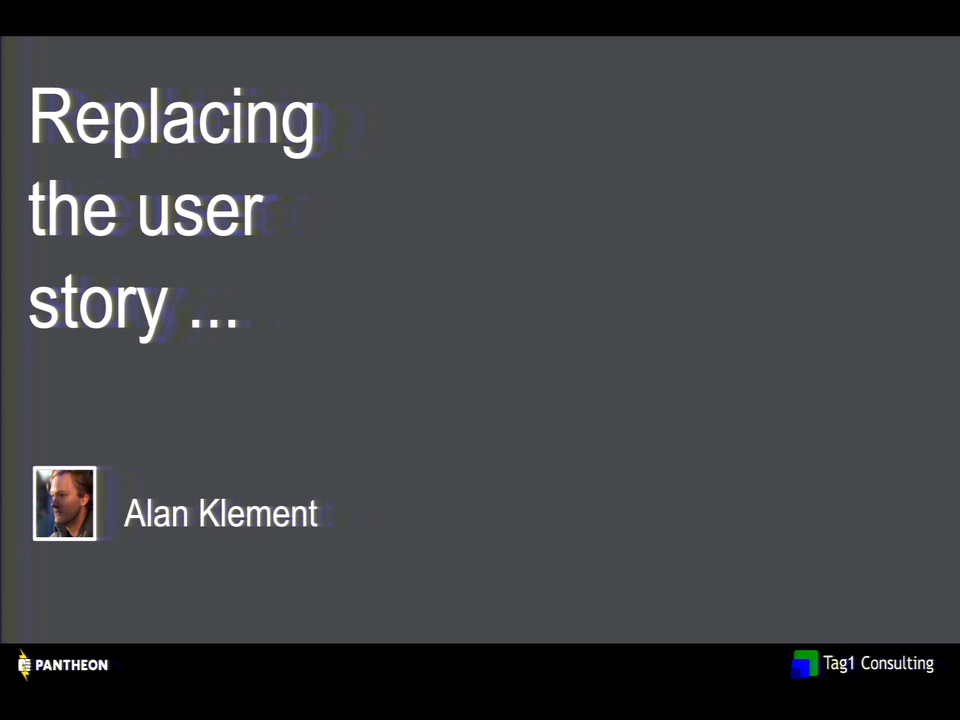 Replacing
the user
story ...
Alan Klement
PANTHEON
Tag1 Consulting